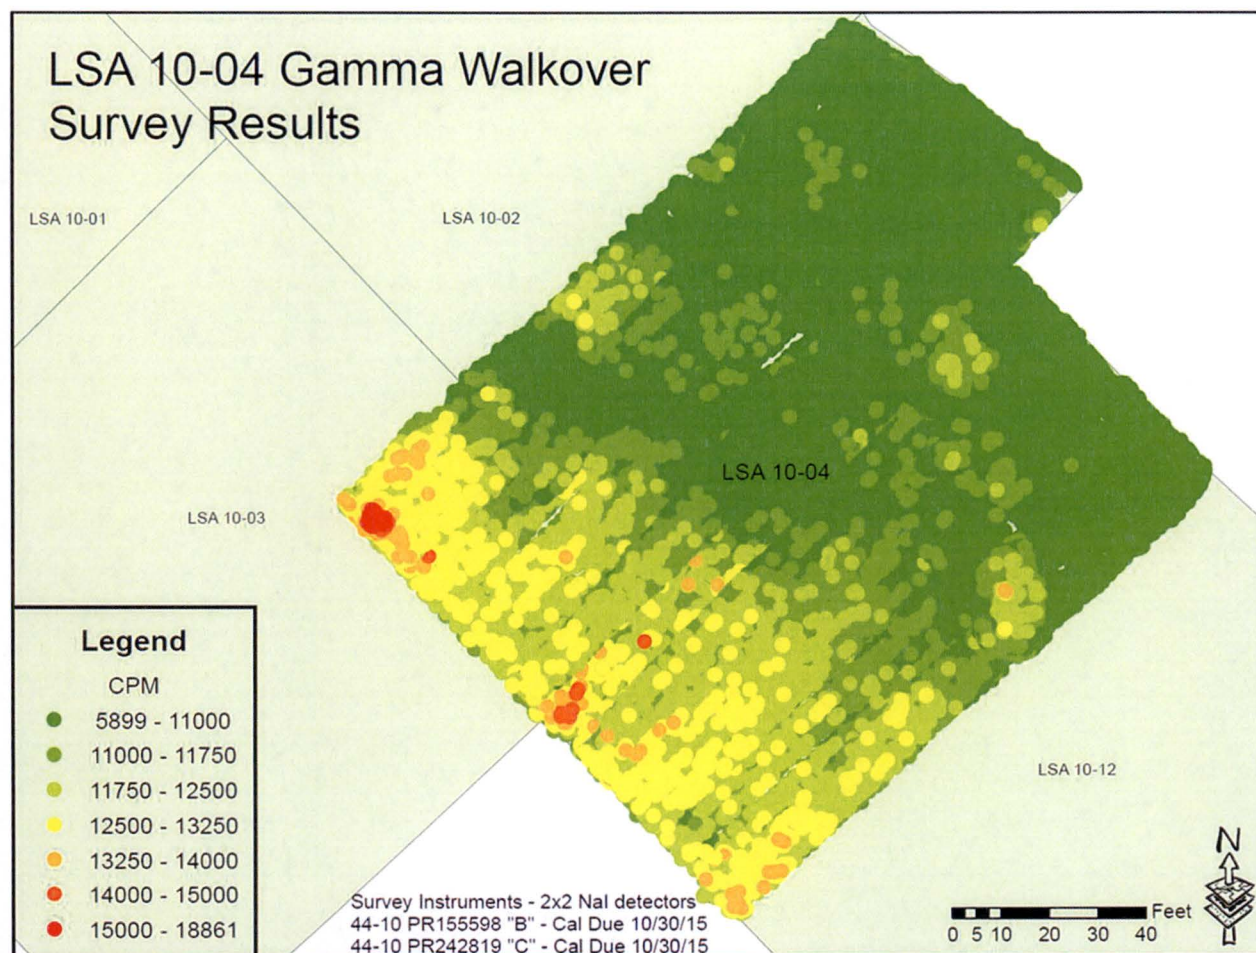 LSA 10-04 Gamma Walkover
Survey Results
LSA 10-01
LSA 10-02
LSA 10-04
LSA 10-03
LSA 10-12
Legend
CPM
5899 - 11000
11000 - 11750
11750 - 12500
12500 - 13250
13250 - 14000
14000 - 15000
15000 - 18861
Survey Instruments - 2x2 NaI detectors
44-10 PR155598 "B" - Cal Due 10/30/15
44-10 PR242819 "C" - Cal Due 10/30/15
N
Feet
0 5 10 20 30 40